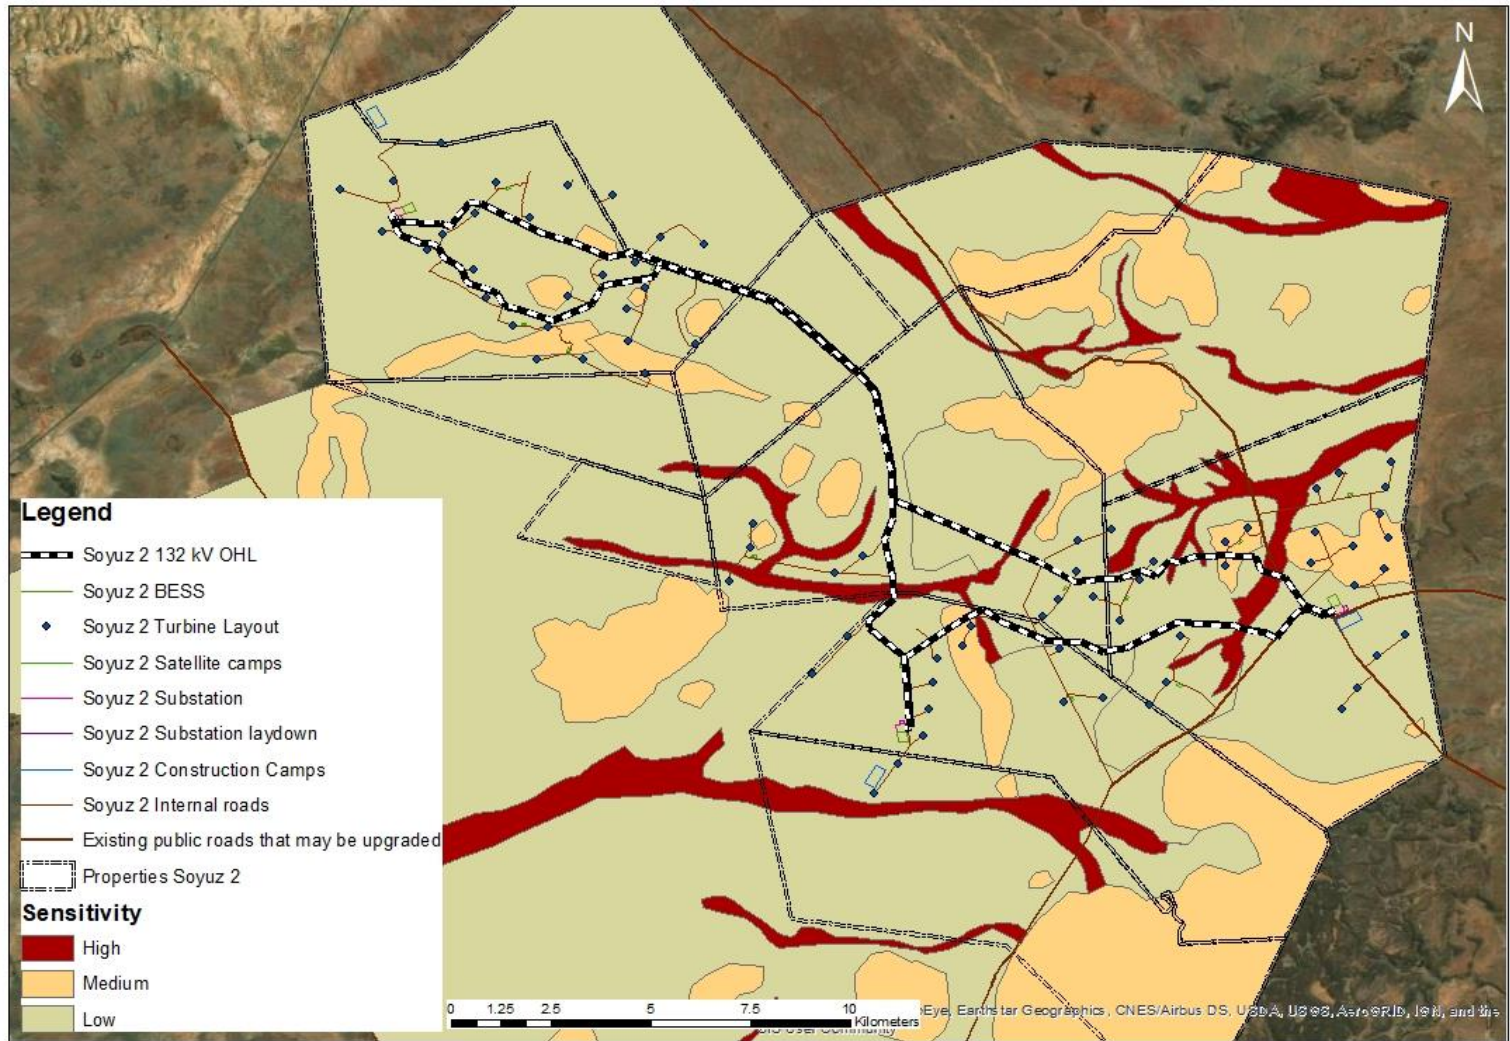 N
Legend
Soyuz 2 132 kV OHL
Soyuz 2 BESS
Soyuz 2 Turbine Layout
Soyuz 2 Satellite camps
Soyuz 2 Substation
Soyuz 2 Substation laydown
Soyuz 2 Construction Camps
Soyuz 2 Internal roads
Existing public roads that may be upgraded
Properties Soyuz 2
Sensitivity
High
Medium
Low
0 1.25 2.5 5 7.5 10
Kilometers
Earthstar Geographics, CNES/Airbus DS, USDA, USGS, AeroGRID, IGN, and the
User Community